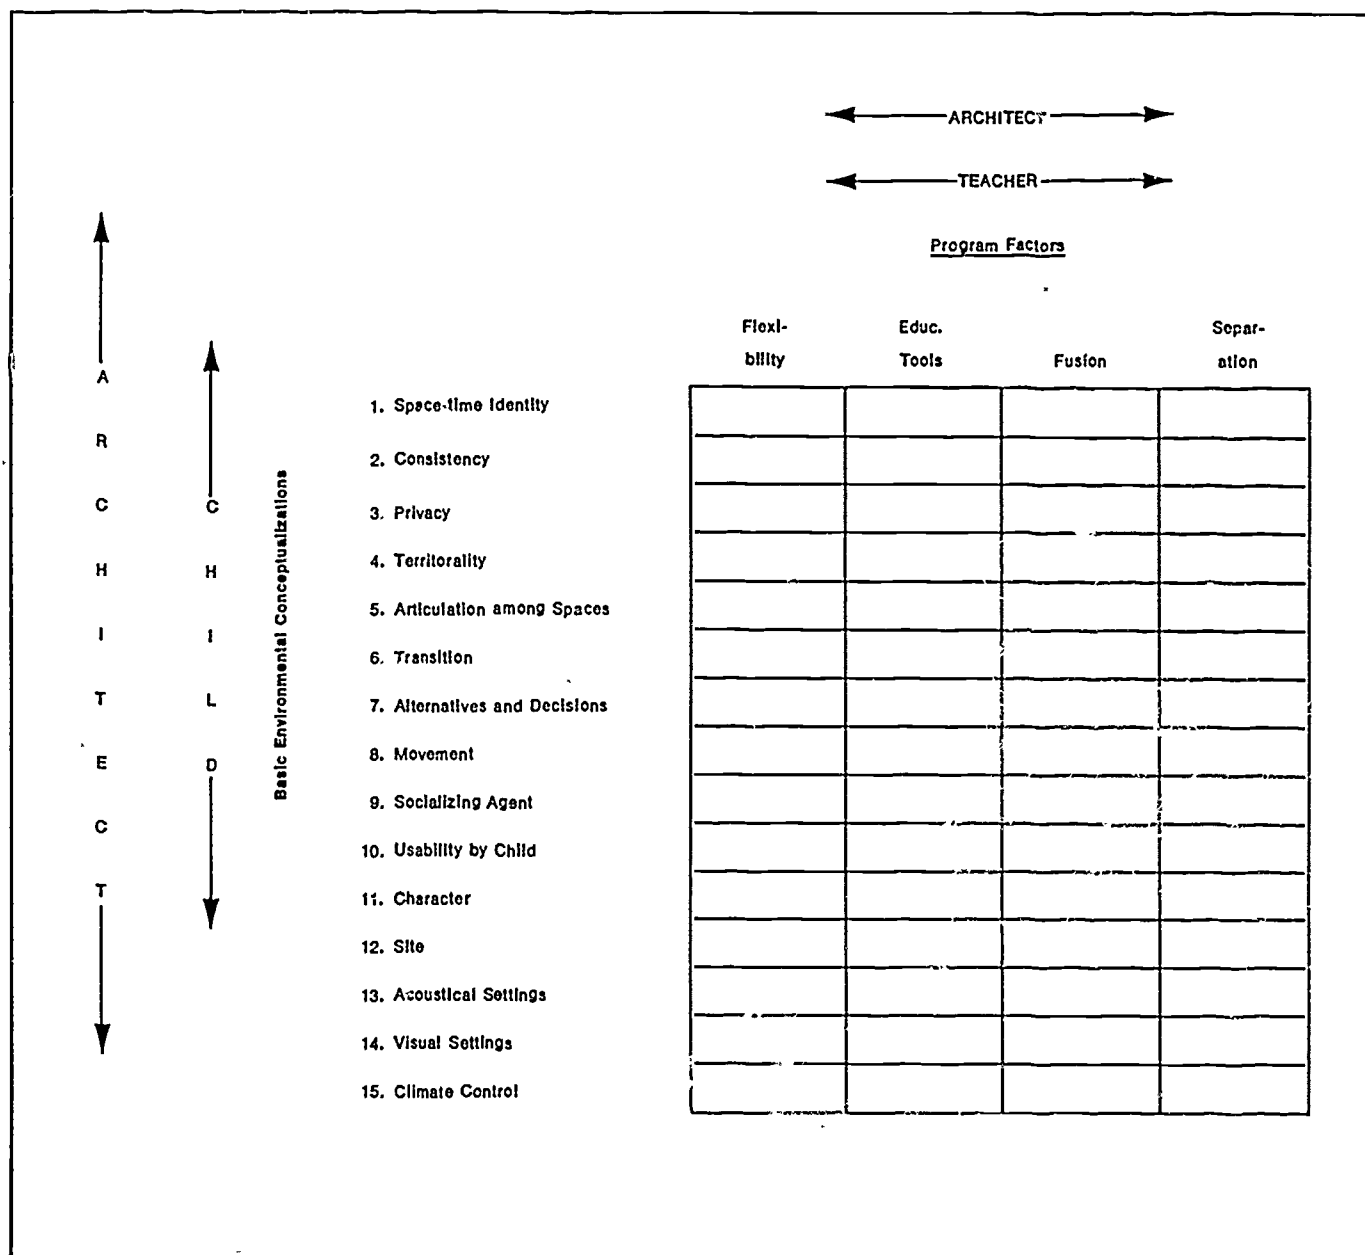 ARCHITECT
TEACHER
Program Factors
Flexi-
bility
Educ.
Tools
Fusion
Separ-
ation
ARCHITECT
CHILD
Basic Environmental Conceptualizations
1. Space-time Identity
2. Consistency
3. Privacy
4. Territorality
5. Articulation among Spaces
6. Transition
7. Alternatives and Decisions
8. Movement
9. Socializing Agent
10. Usability by Child
11. Character
12. Site
13. Acoustical Settings
14. Visual Settings
15. Climate Control